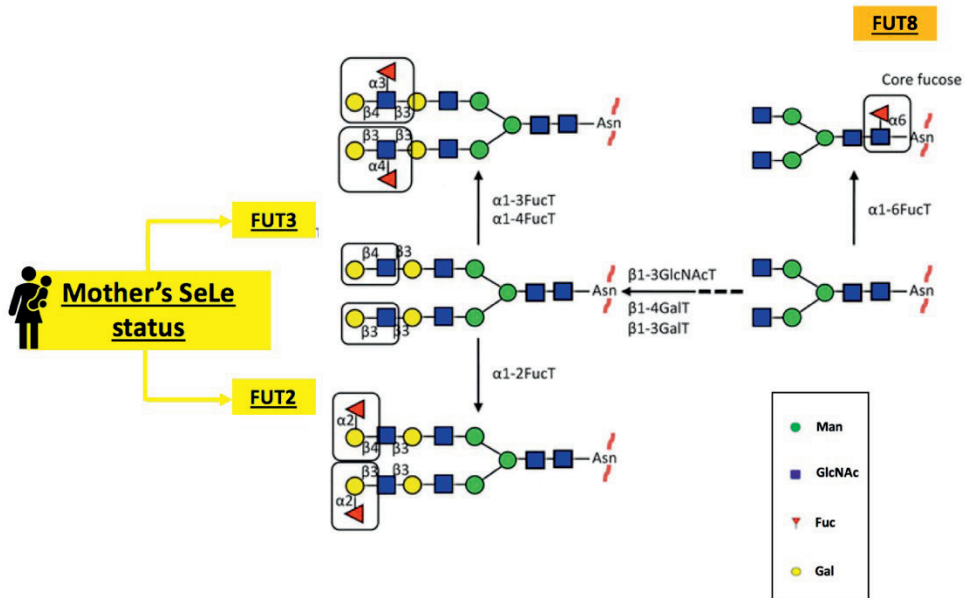 FUT8
Core fucose
α3
β4 β3
α6
Asn
Asn
β3 β3
α4
α1-3FucT
α1-4FucT
α1-6FucT
FUT3
β4 β3
β1-3GlcNAcT
Mother's SeLe
status
Asn
Asn
β1-4GalT
β3 β3
β1-3GalT
α1-2FucT
FUT2
α2
β4 β3
Asn
β3 β3
α2
Man
GlcNAc
Fuc
Gal